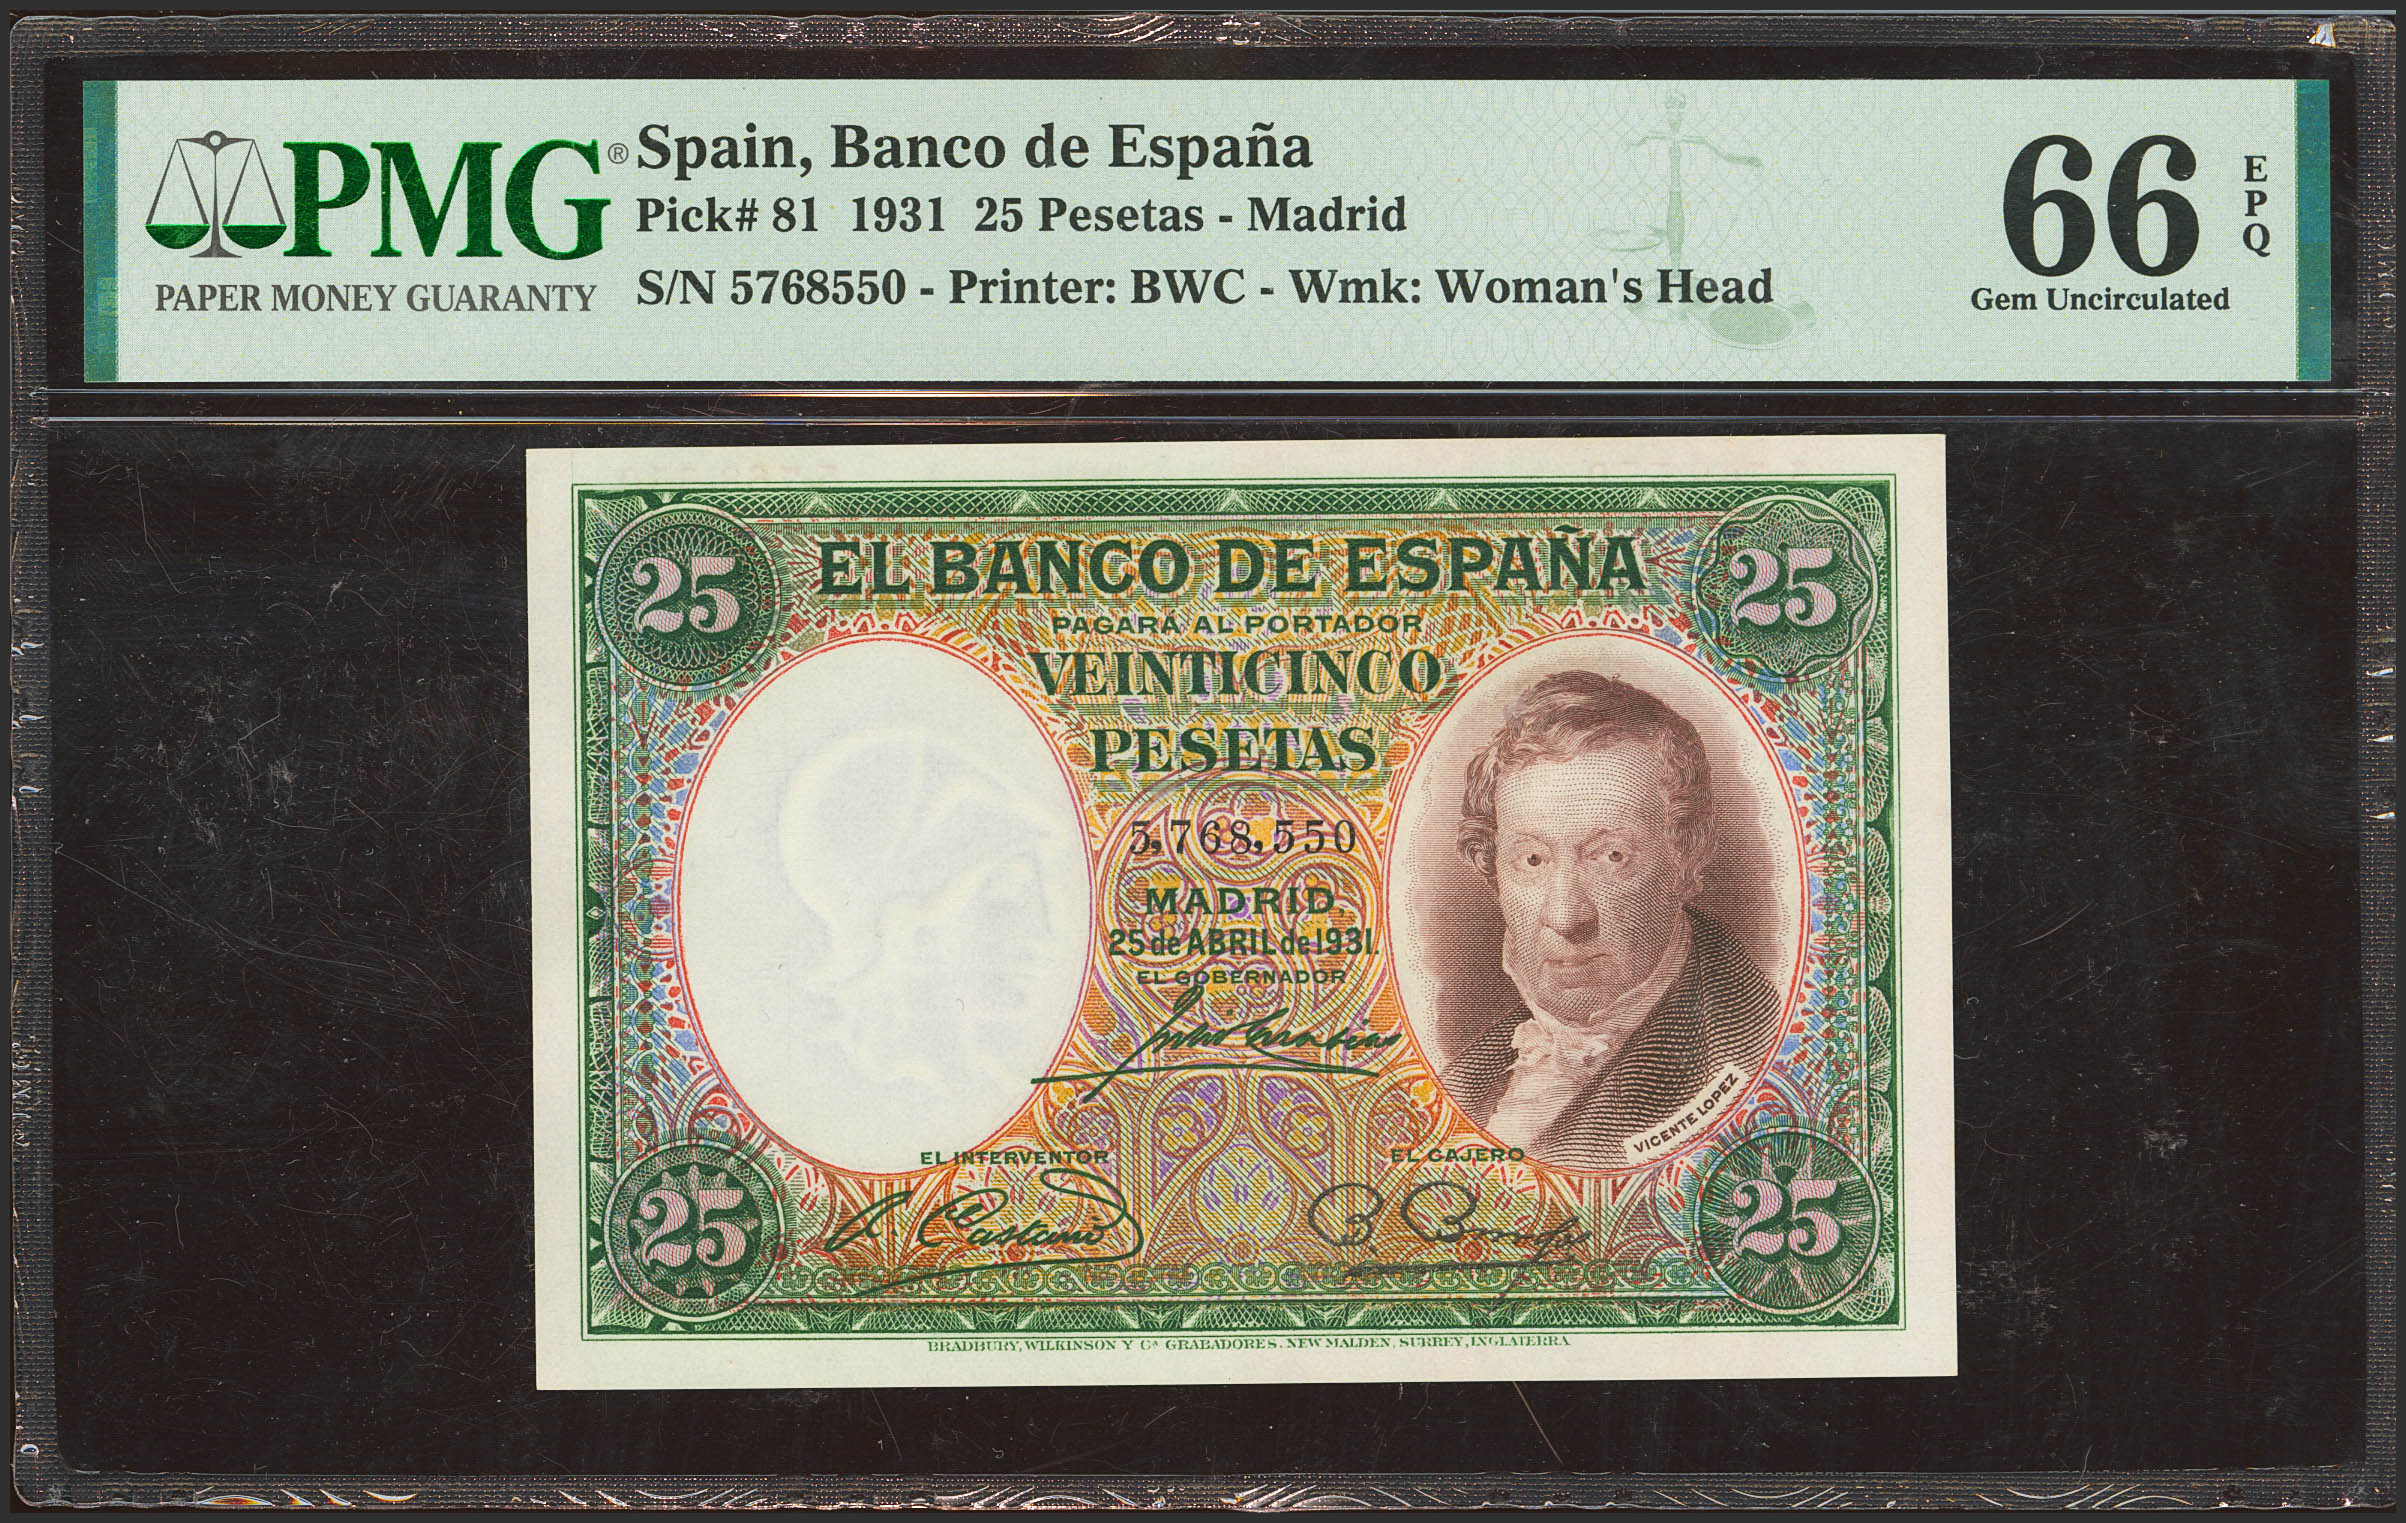 PMG®
PAPER MONEY GUARANTY
Spain, Banco de España
Pick# 81 1931 25 Pesetas - Madrid
S/N 5768550 - Printer: BWC - Wmk: Woman's Head
66
EPQ
Gem Uncirculated
25
EL BANCO DE ESPAÑA
25
PAGARÁ AL PORTADOR
VEINTICINCO
PESETAS
5,768,550
MADRID,
25 de ABRIL de 1931.
EL GOBERNADOR
VICENTE LOPEZ
EL INTERVENTOR
EL CAJERO
25
25
BRADBURY, WILKINSON Y Cª GRABADORES. NEW MALDEN, SURREY, INGLATERRA